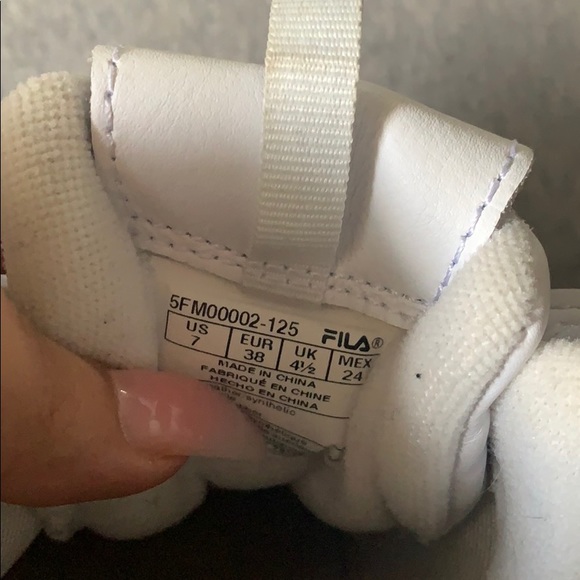 5FM00002-125 FILA®
US EUR UK MEX
7 38 4½ 24
MADE IN CHINA
FABRIQUÉ EN CHINE
HECHO EN CHINA
synthetic